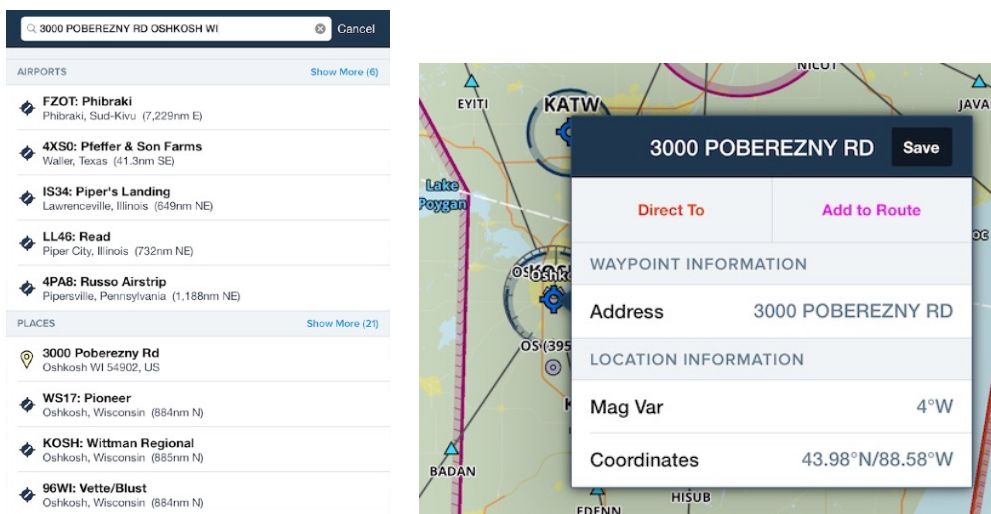 3000 POBEREZNY RD OSHKOSH WI
Cancel
AIRPORTS
Show More (6)
FZOT: Phibraki
Phibraki, Sud-Kivu (7,229nm E)
4XS0: Pfeffer & Son Farms
Waller, Texas (41.3nm SE)
IS34: Piper's Landing
Lawrenceville, Illinois (649nm NE)
LL46: Read
Piper City, Illinois (732nm NE)
4PA8: Russo Airstrip
Pipersville, Pennsylvania (1,188nm NE)
PLACES
Show More (21)
3000 Poberezny Rd
Oshkosh WI 54902, US
WS17: Pioneer
Oshkosh, Wisconsin (884nm N)
KOSH: Wittman Regional
Oshkosh, Wisconsin (885nm N)
96WI: Vette/Blust
Oshkosh, Wisconsin (884nm N)
NICOT
EYITI
KATW
JAVA
Lake
Poygan
3000 POBEREZNY RD
Save
Direct To
Add to Route
WAYPOINT INFORMATION
Address
3000 POBEREZNY RD
LOCATION INFORMATION
Mag Var
4°W
Coordinates
43.98°N/88.58°W
OS (395
BADAN
HISUB
EDENN